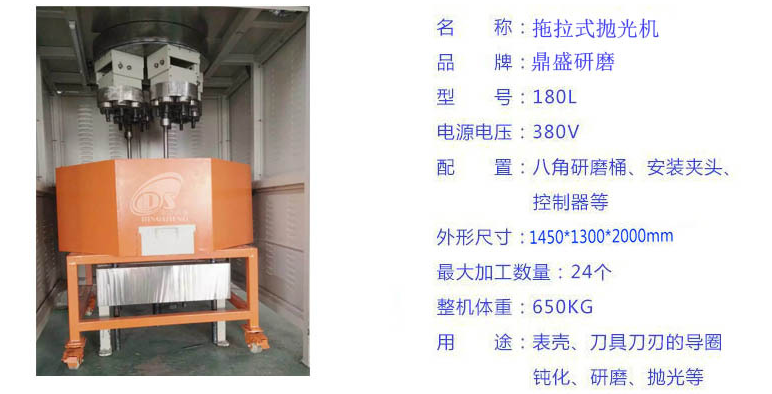 DS
DINGSHENG
名 称：拖拉式抛光机
品 牌：鼎盛研磨
型 号：180L
电源电压：380V
配 置：八角研磨桶、安装夹头、
控制器等
外形尺寸：1450*1300*2000mm
最大加工数量：24个
整机体重：650KG
用 途：表壳、刀具刀刃的导圈
钝化、研磨、抛光等